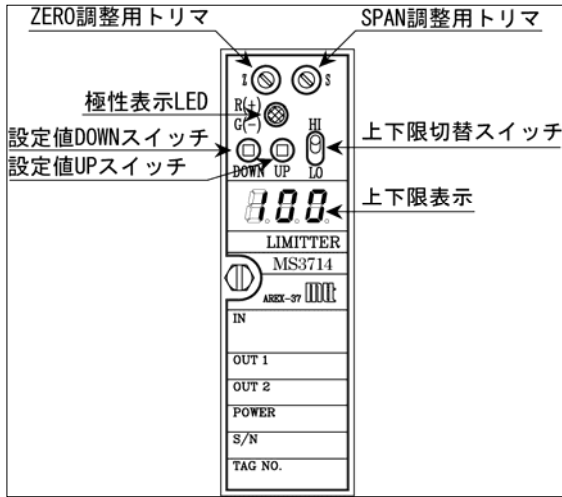 ZERO調整用トリマ
SPAN調整用トリマ
Z
S
極性表示LED
R(+)
G(-)
HI
設定値DOWNスイッチ
上下限切替スイッチ
設定値UPスイッチ
DOWN UP LO
100
上下限表示
LIMITTER
MS3714
AREX-37
IN
OUT 1
OUT 2
POWER
S/N
TAG NO.